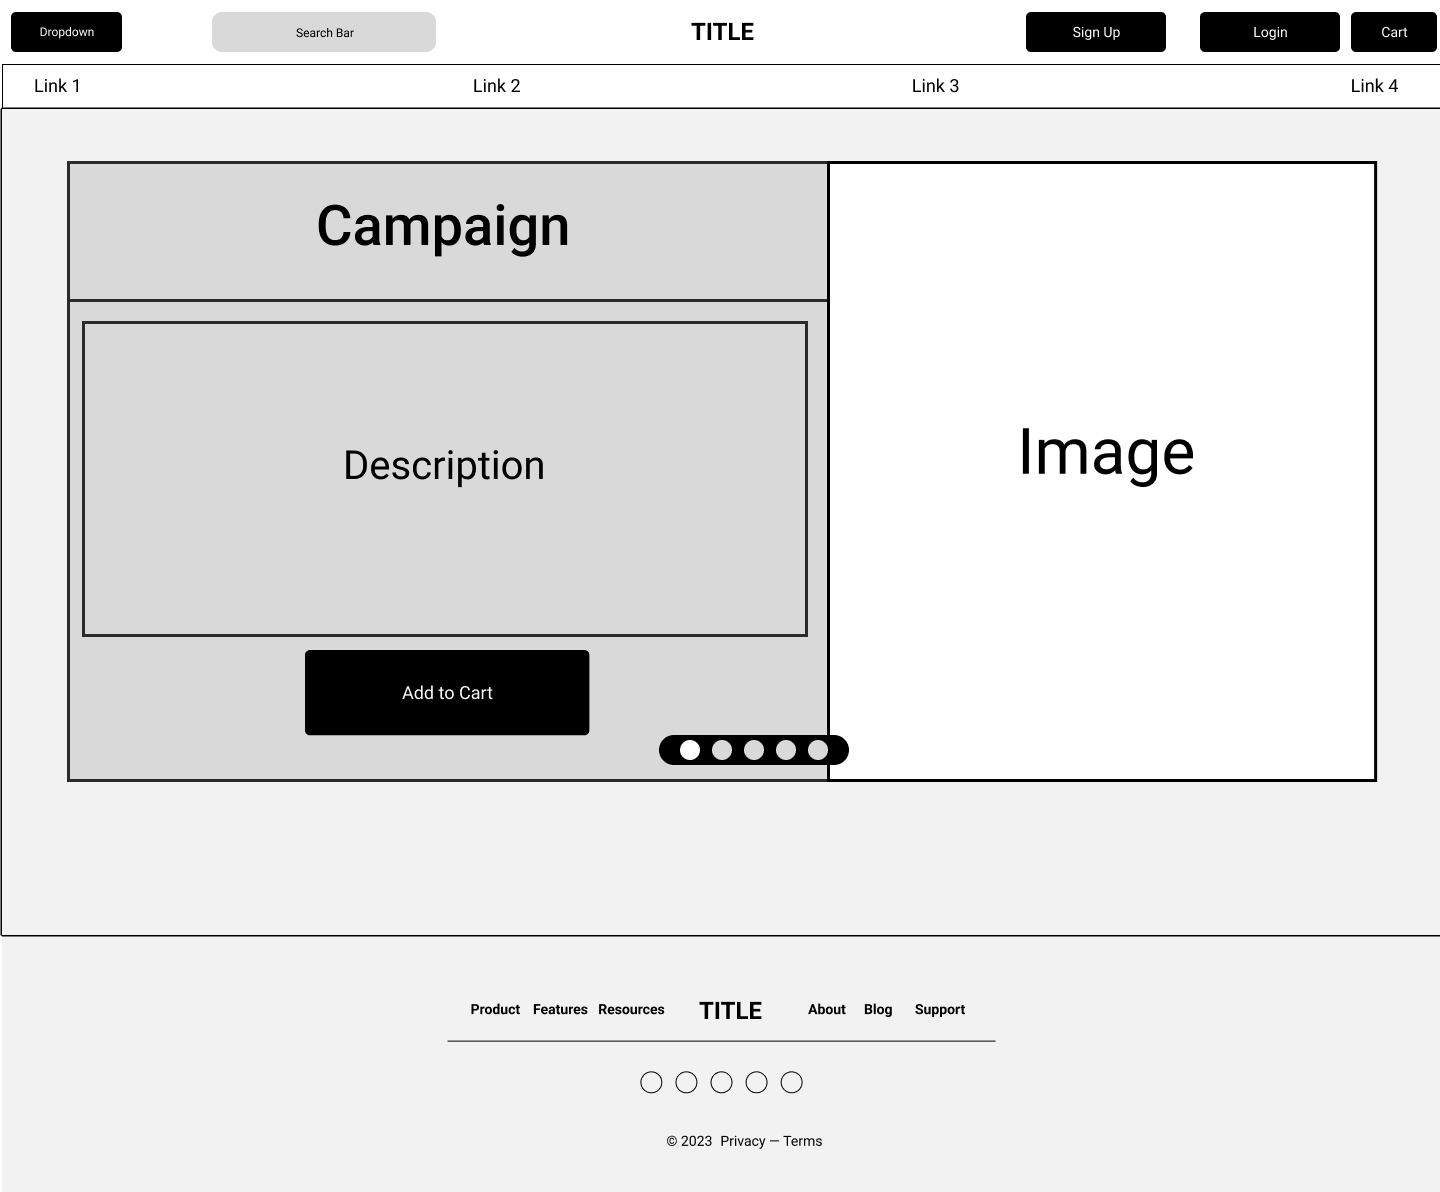 Dropdown Search Bar TITLE Sign Up Login Cart
Link 1 Link 2 Link 3 Link 4
Campaign
Description
Image
Add to Cart
Product Features Resources TITLE About Blog Support
© 2023 Privacy — Terms